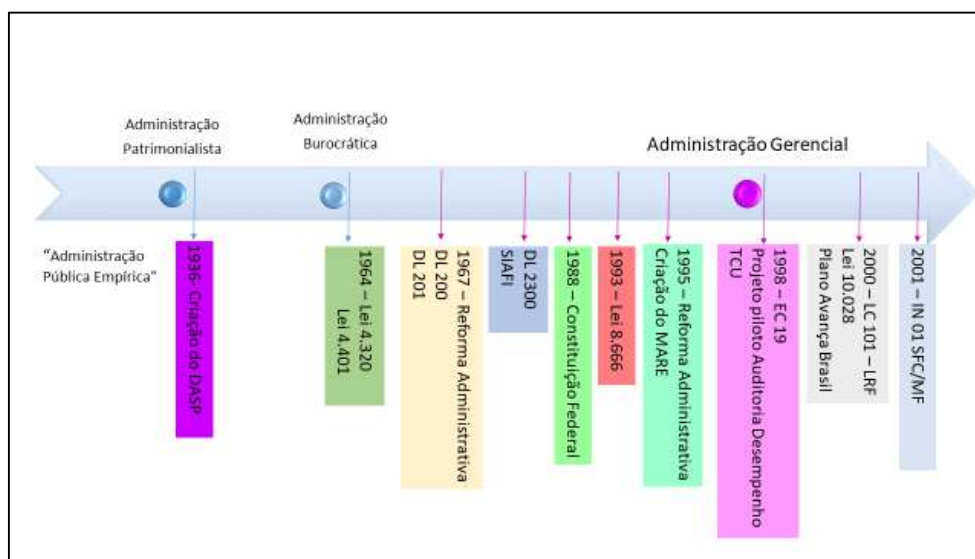 Administração
Patrimonialista
Administração
Burocrática
Administração Gerencial
“Administração
Pública Empírica”
1936- Criação do DASP
1964 – Lei 4.320
Lei 4.401
1967 – Reforma Administrativa
DL 200
DL 201
DL 2300
SIAFI
1988 – Constituição Federal
1993 – Lei 8.666
1995 – Reforma Administrativa
Criação do MARE
1998 – EC 19
Projeto piloto Auditoria Desempenho
TCU
2000 – LC 101 – LRF
Lei 10.028
Plano Avança Brasil
2001 – IN 01 SFC/MF